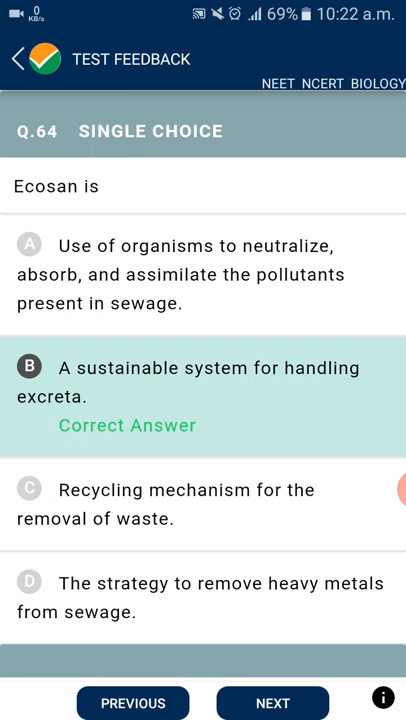 0
KB/s
69% 10:22 a.m.
TEST FEEDBACK
NEET NCERT BIOLOGY
Q.64 SINGLE CHOICE
Ecosan is
A Use of organisms to neutralize,
absorb, and assimilate the pollutants
present in sewage.
B A sustainable system for handling
excreta.
Correct Answer
C Recycling mechanism for the
removal of waste.
D The strategy to remove heavy metals
from sewage.
PREVIOUS NEXT i